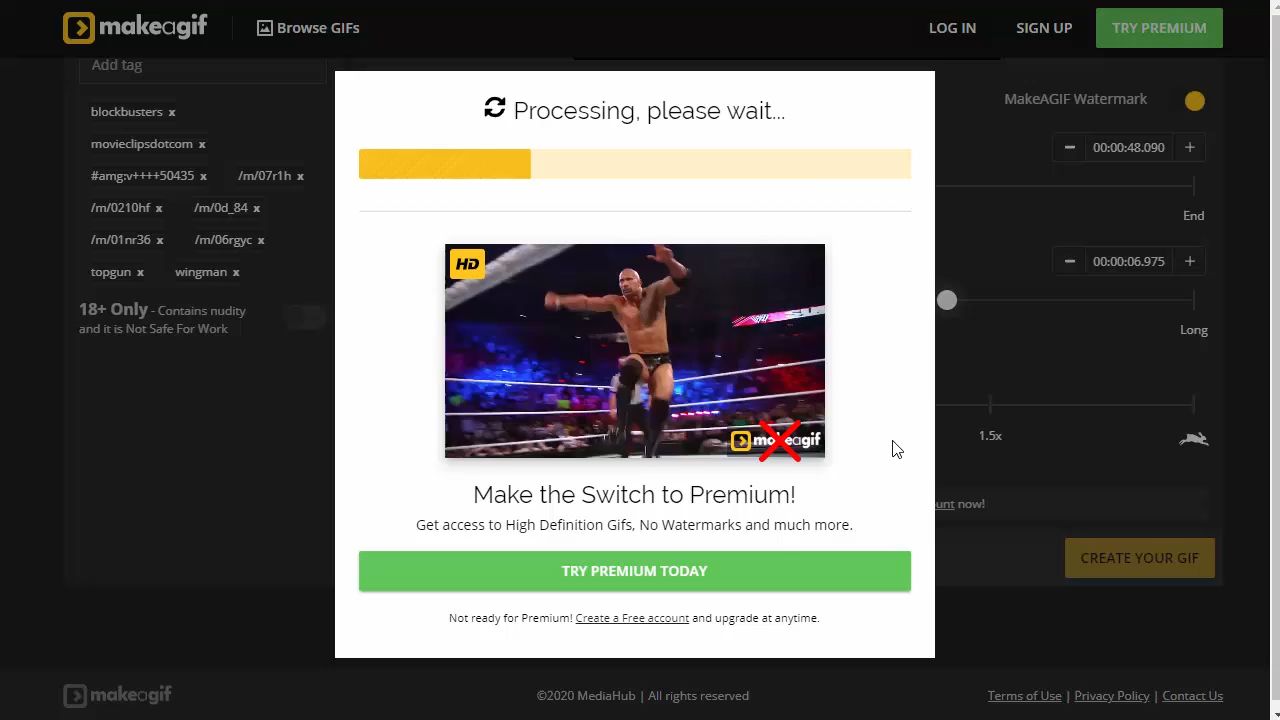 makeagif
Browse GIFs
LOG IN
SIGN UP
TRY PREMIUM
Add tag
blockbusters x
movieclipsdotcom x
#amg:v++++50435 x /m/07r1h x
/m/0210hf x /m/0d_84 x
/m/01nr36 x /m/06rgyc x
topgun x wingman x
18+ Only - Contains nudity
and it is Not Safe For Work
Processing, please wait...
HD
makeagif
Make the Switch to Premium!
Get access to High Definition Gifs, No Watermarks and much more.
TRY PREMIUM TODAY
Not ready for Premium! Create a Free account and upgrade at anytime.
MakeAGIF Watermark
00:00:48.090
End
00:00:06.975
Long
1.5x
now!
CREATE YOUR GIF
makeagif
©2020 MediaHub | All rights reserved
Terms of Use | Privacy Policy | Contact Us